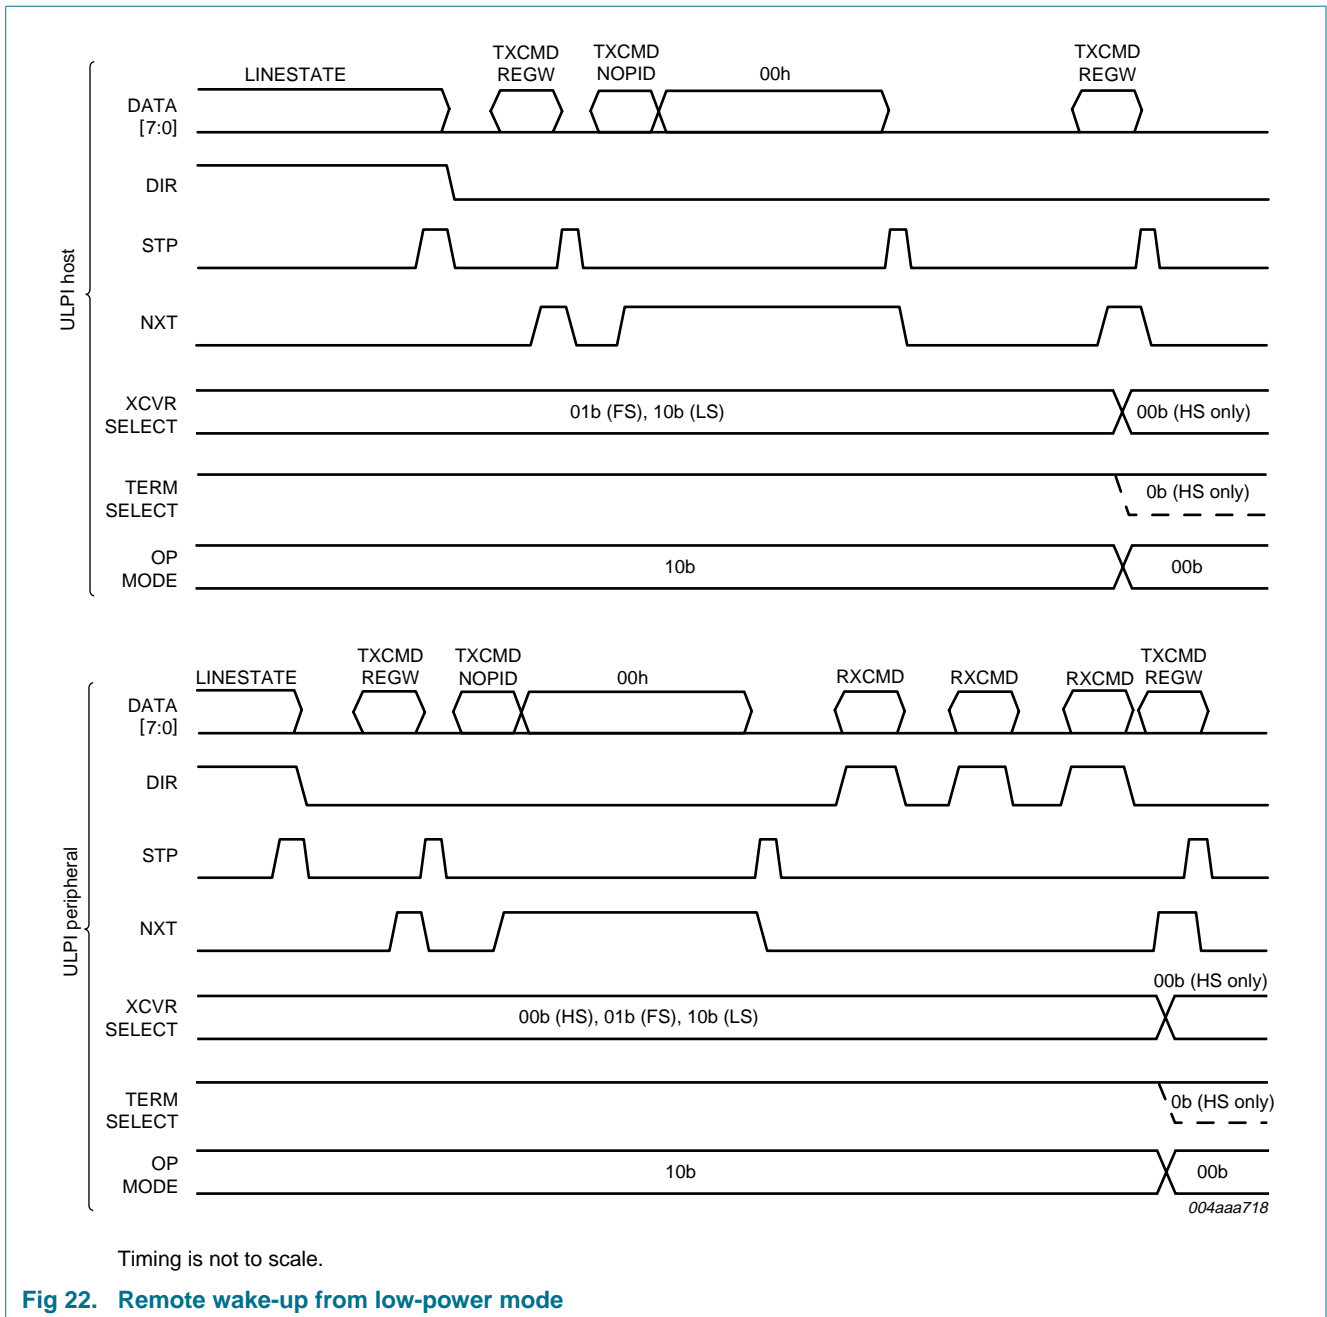 ULPI host
TXCMD
REGW
TXCMD
NOPID
TXCMD
REGW
LINESTATE
00h
DATA
[7:0]
DIR
STP
NXT
XCVR
SELECT
01b (FS), 10b (LS)
00b (HS only)
TERM
SELECT
0b (HS only)
OP
MODE
10b
00b
ULPI peripheral
TXCMD
REGW
TXCMD
NOPID
TXCMD
REGW
LINESTATE
00h
RXCMD
RXCMD
RXCMD
DATA
[7:0]
DIR
STP
NXT
00b (HS only)
XCVR
SELECT
00b (HS), 01b (FS), 10b (LS)
TERM
SELECT
0b (HS only)
OP
MODE
10b
00b
004aaa718
Timing is not to scale.
Fig 22. Remote wake-up from low-power mode